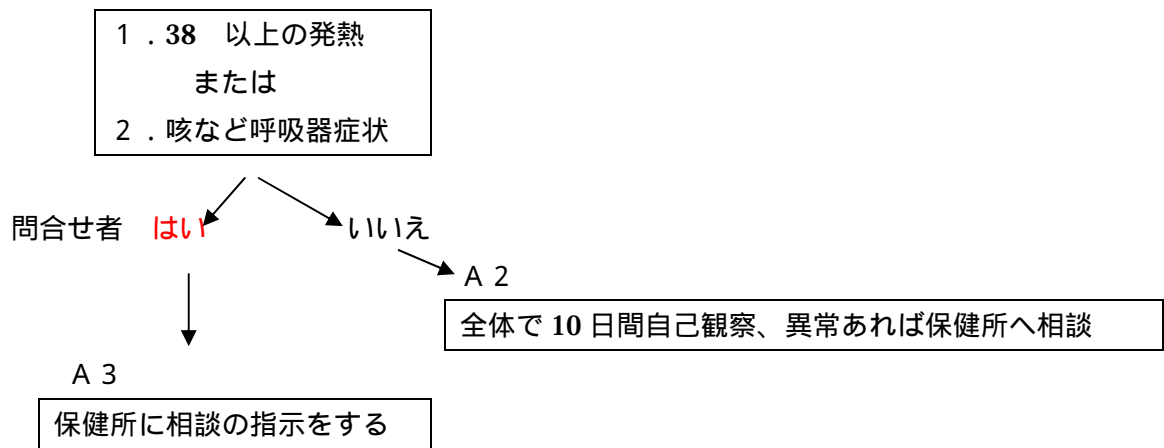 １．38　以上の発熱
または
２．咳など呼吸器症状
問合せ者　はい　いいえ
Ａ２
全体で 10 日間自己観察、異常あれば保健所へ相談
Ａ３
保健所に相談の指示をする